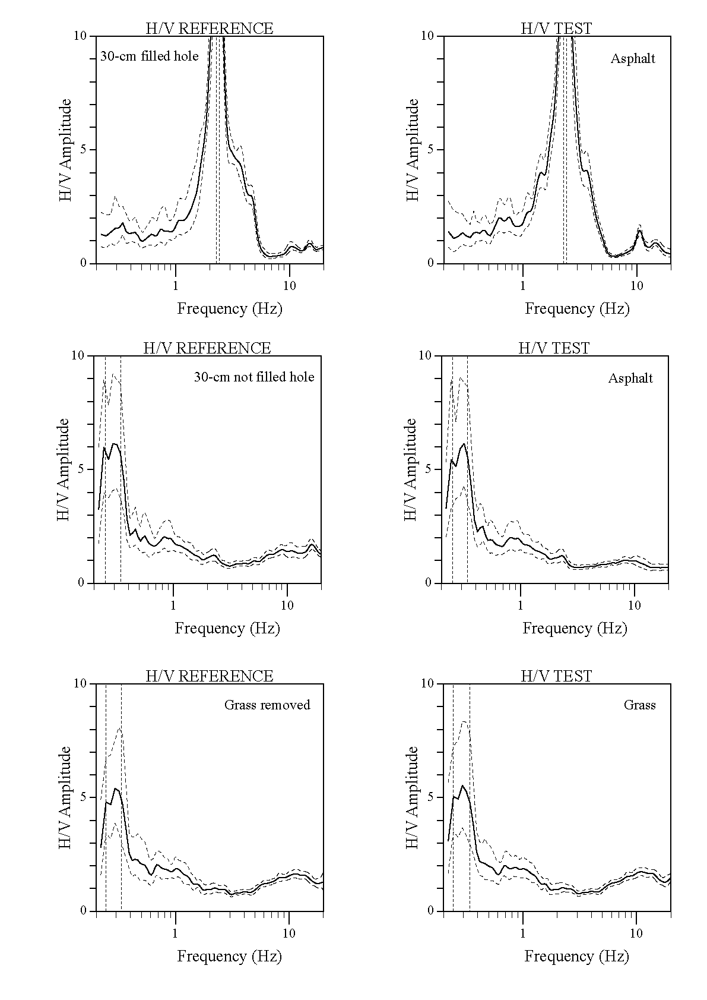 H/V REFERENCE
10
30-cm filled hole
H/V Amplitude
5
0
1
10
Frequency (Hz)
H/V TEST
10
Asphalt
H/V Amplitude
5
0
1
10
Frequency (Hz)
H/V REFERENCE
10
30-cm not filled hole
H/V Amplitude
5
0
1
10
Frequency (Hz)
H/V TEST
10
Asphalt
H/V Amplitude
5
0
1
10
Frequency (Hz)
H/V REFERENCE
10
Grass removed
H/V Amplitude
5
0
1
10
Frequency (Hz)
H/V TEST
10
Grass
H/V Amplitude
5
0
1
10
Frequency (Hz)